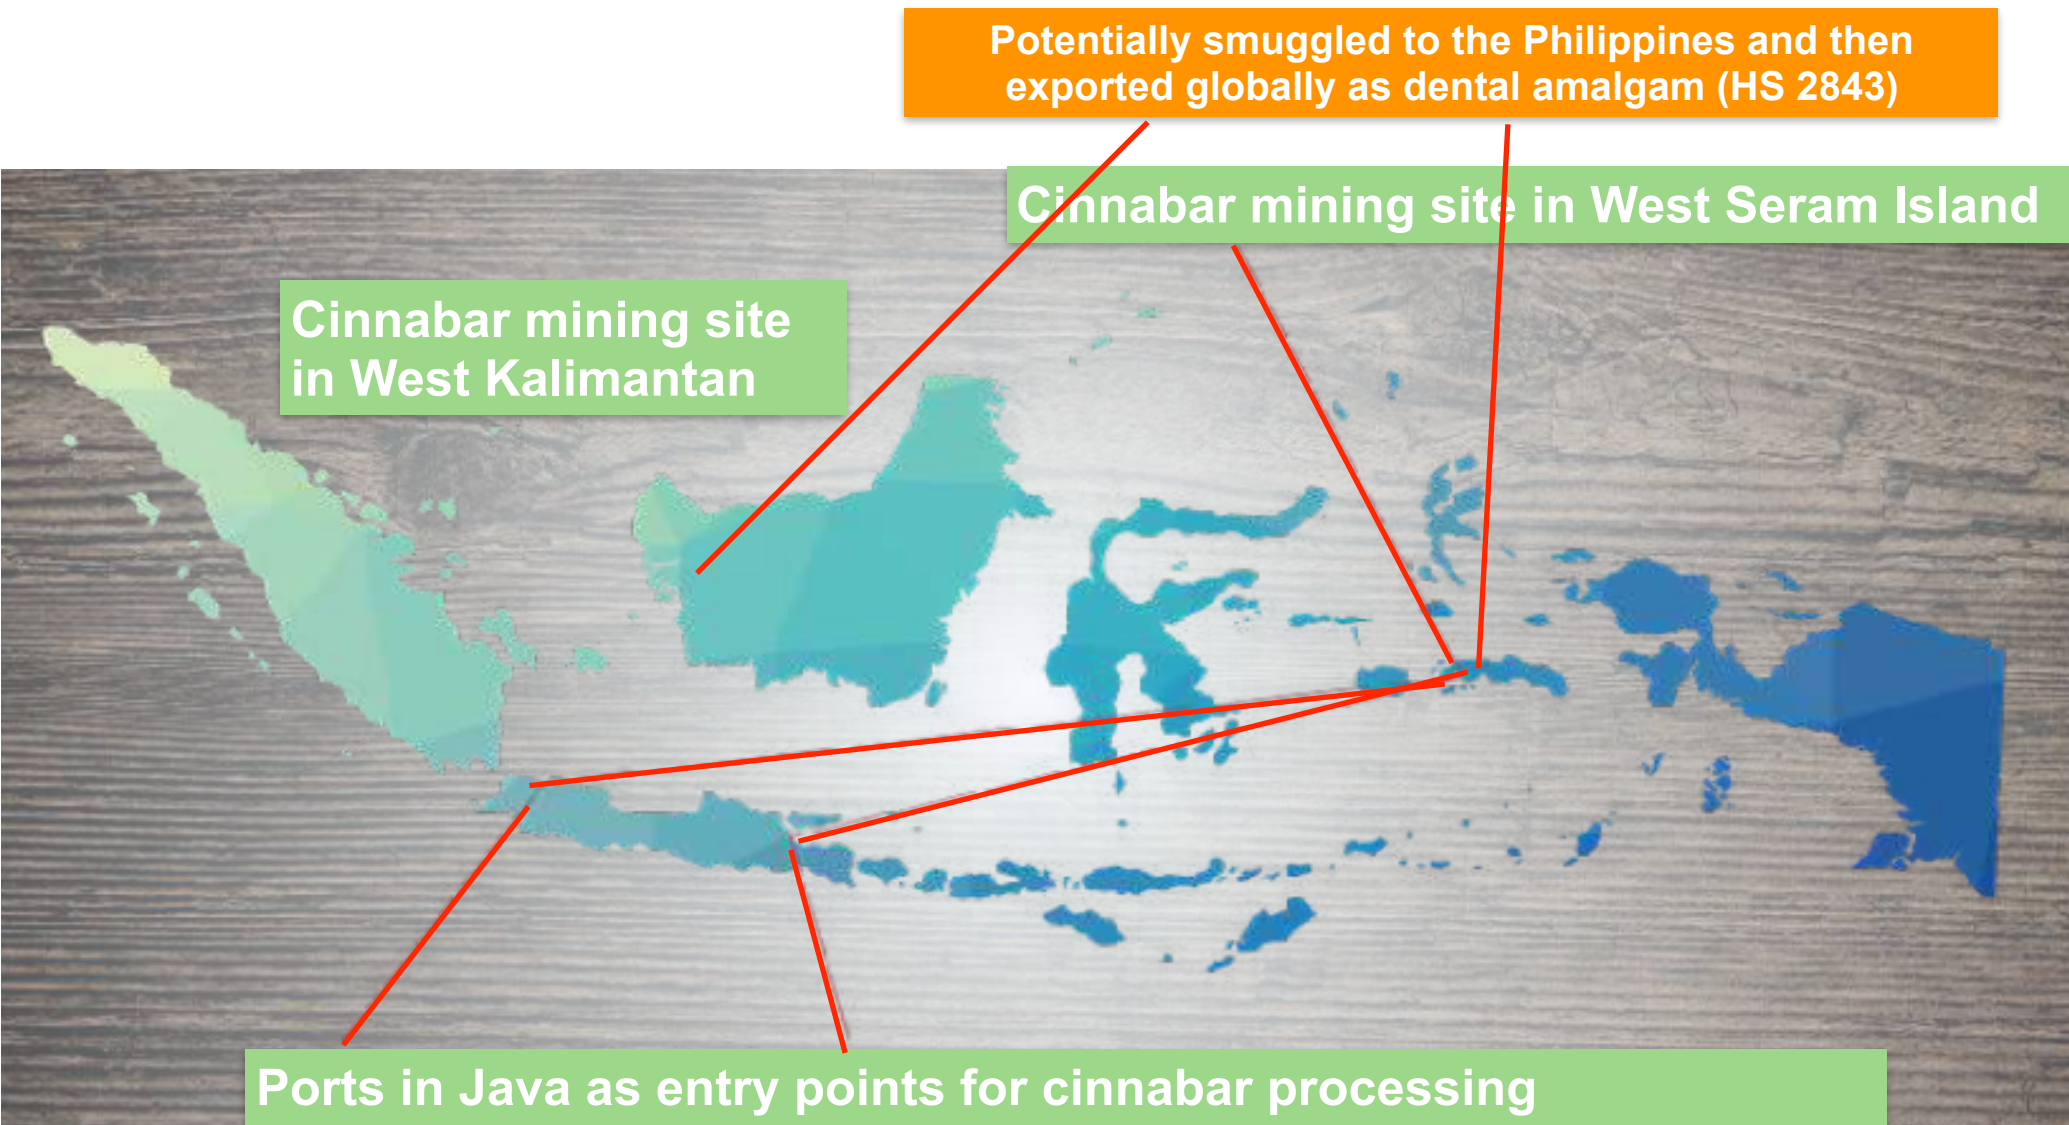 Potentially smuggled to the Philippines and then
exported globally as dental amalgam (HS 2843)
Cinnabar mining site in West Seram Island
Cinnabar mining site
in West Kalimantan
Ports in Java as entry points for cinnabar processing